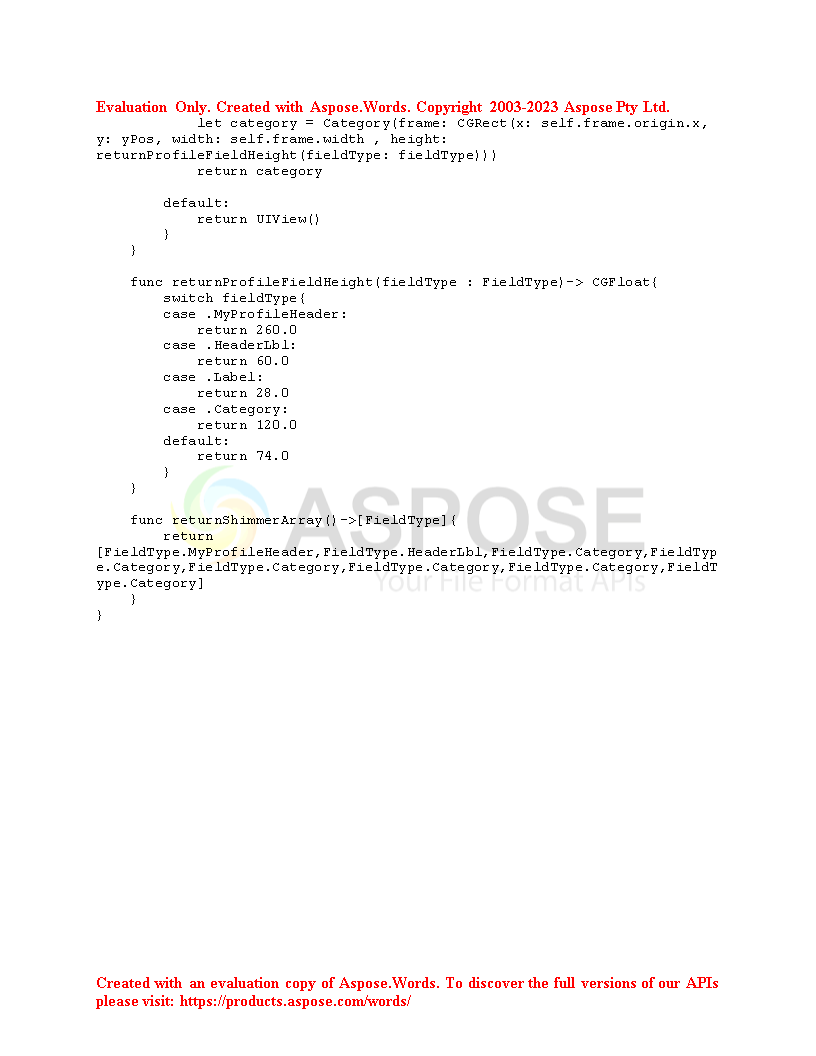 Evaluation Only. Created with Aspose.Words. Copyright 2003-2023 Aspose Pty Ltd.
            let category = Category(frame: CGRect(x: self.frame.origin.x,
y: yPos, width: self.frame.width , height:
returnProfileFieldHeight(fieldType: fieldType)))
            return category

        default:
            return UIView()
        }
    }

    func returnProfileFieldHeight(fieldType : FieldType)-> CGFloat{
        switch fieldType{
        case .MyProfileHeader:
            return 260.0
        case .HeaderLbl:
            return 60.0
        case .Label:
            return 28.0
        case .Category:
            return 120.0
        default:
            return 74.0
        }
    }

    func returnShimmerArray()->[FieldType]{
        return
[FieldType.MyProfileHeader,FieldType.HeaderLbl,FieldType.Category,FieldTyp
e.Category,FieldType.Category,FieldType.Category,FieldType.Category,FieldT
ype.Category]
    }
}
ASPOSE
Your File Format APIs
Created with an evaluation copy of Aspose.Words. To discover the full versions of our APIs
please visit: https://products.aspose.com/words/